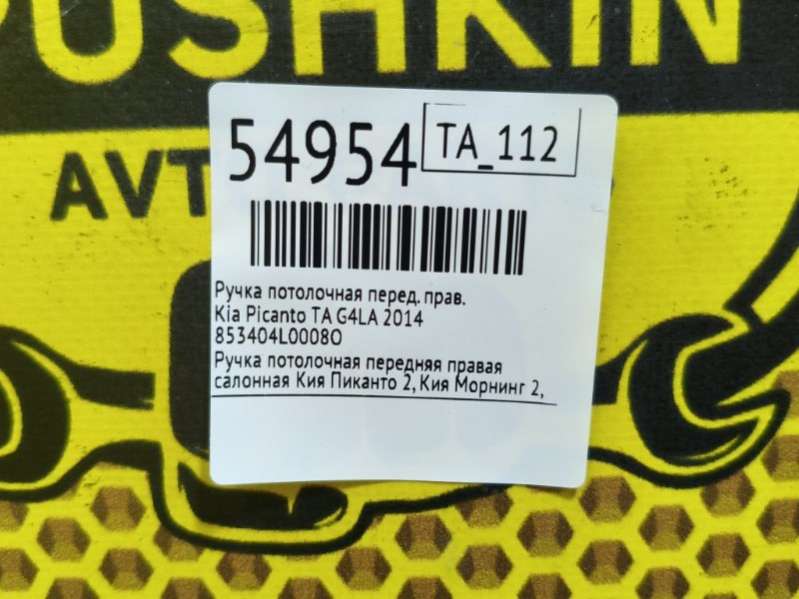 PUSHKIN
54954
TA_112
АVТ
Ручка потолочная перед. прав.
Kia Picanto TA G4LA 2014
853404L0008O
Ручка потолочная передняя правая
салонная Кия Пиканто 2, Кия Морнинг 2,